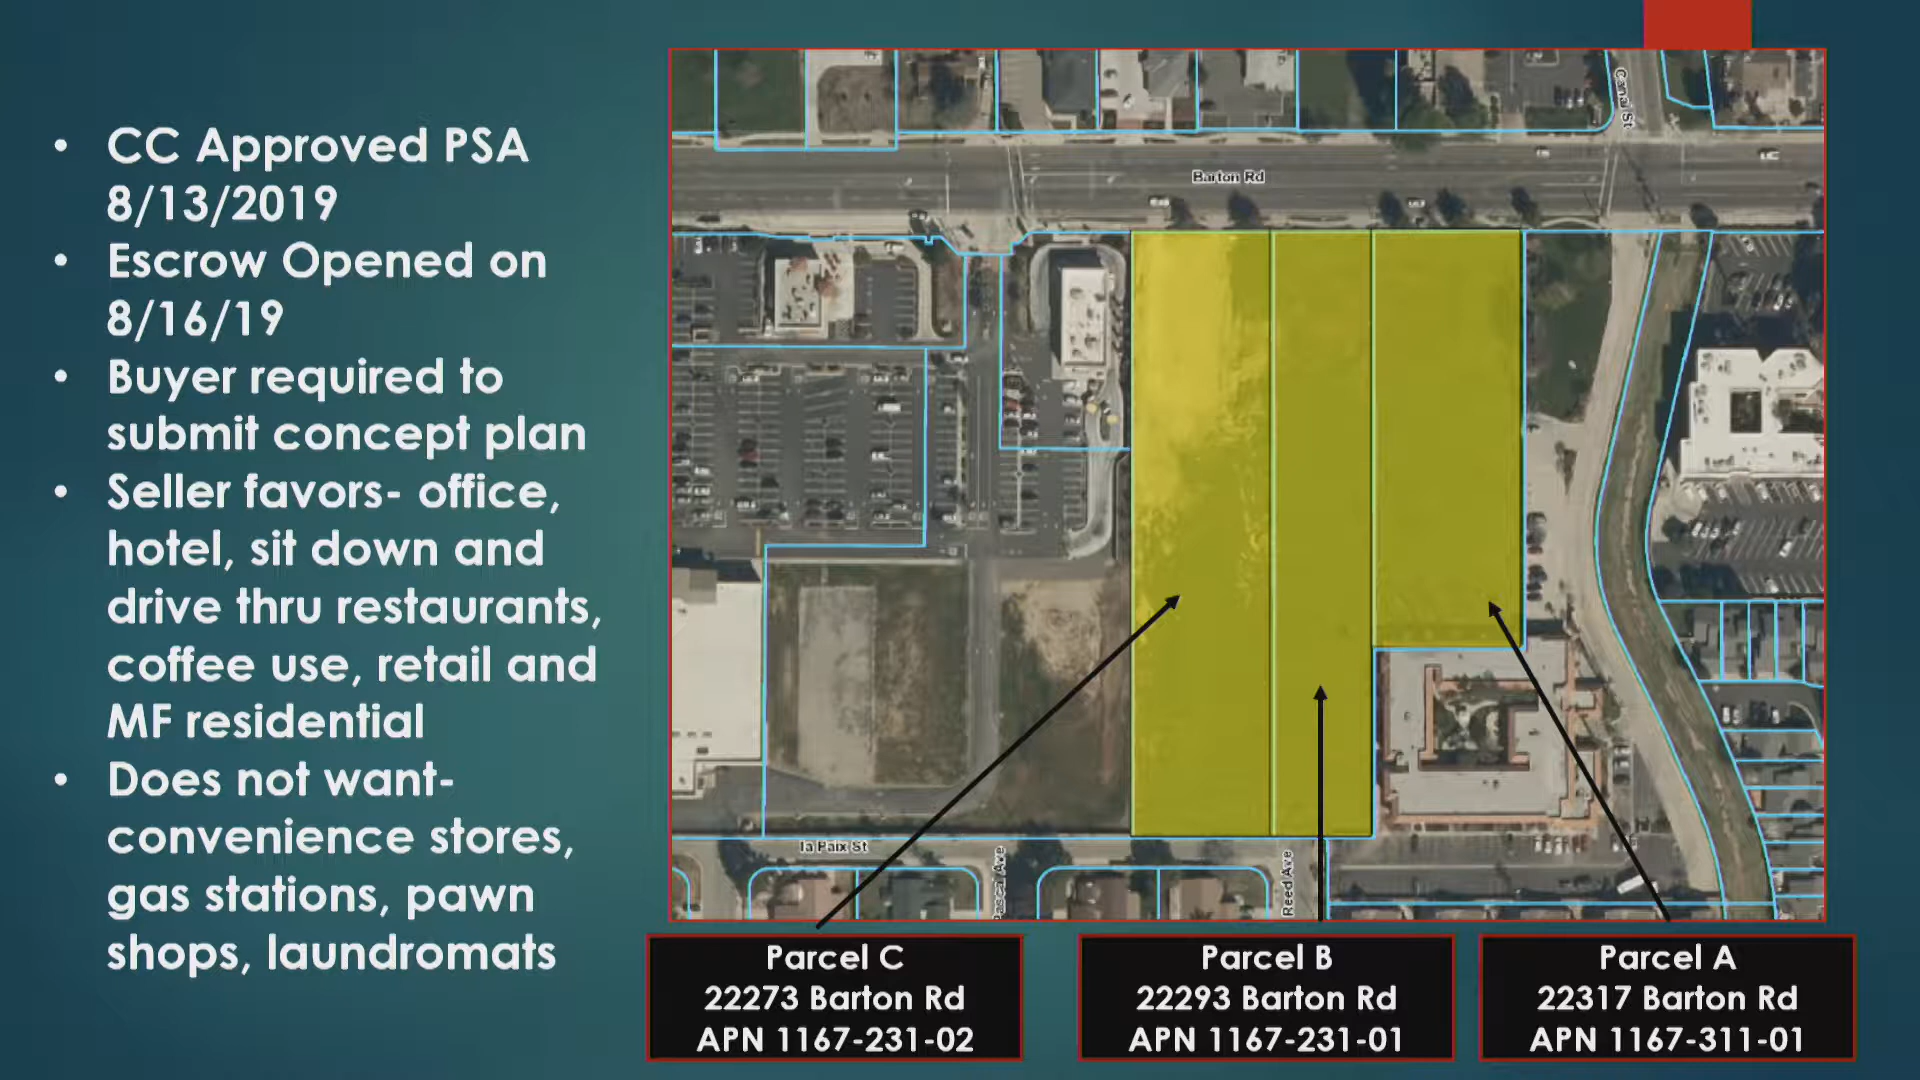 • CC Approved PSA
8/13/2019
• Escrow Opened on
8/16/19
• Buyer required to
submit concept plan
• Seller favors- office,
hotel, sit down and
drive thru restaurants,
coffee use, retail and
MF residential
• Does not want-
convenience stores,
gas stations, pawn
shops, laundromats
Canal St
Barton Rd
la Paix St
Pascal Ave
Reed Ave
Parcel C
22273 Barton Rd
APN 1167-231-02
Parcel B
22293 Barton Rd
APN 1167-231-01
Parcel A
22317 Barton Rd
APN 1167-311-01